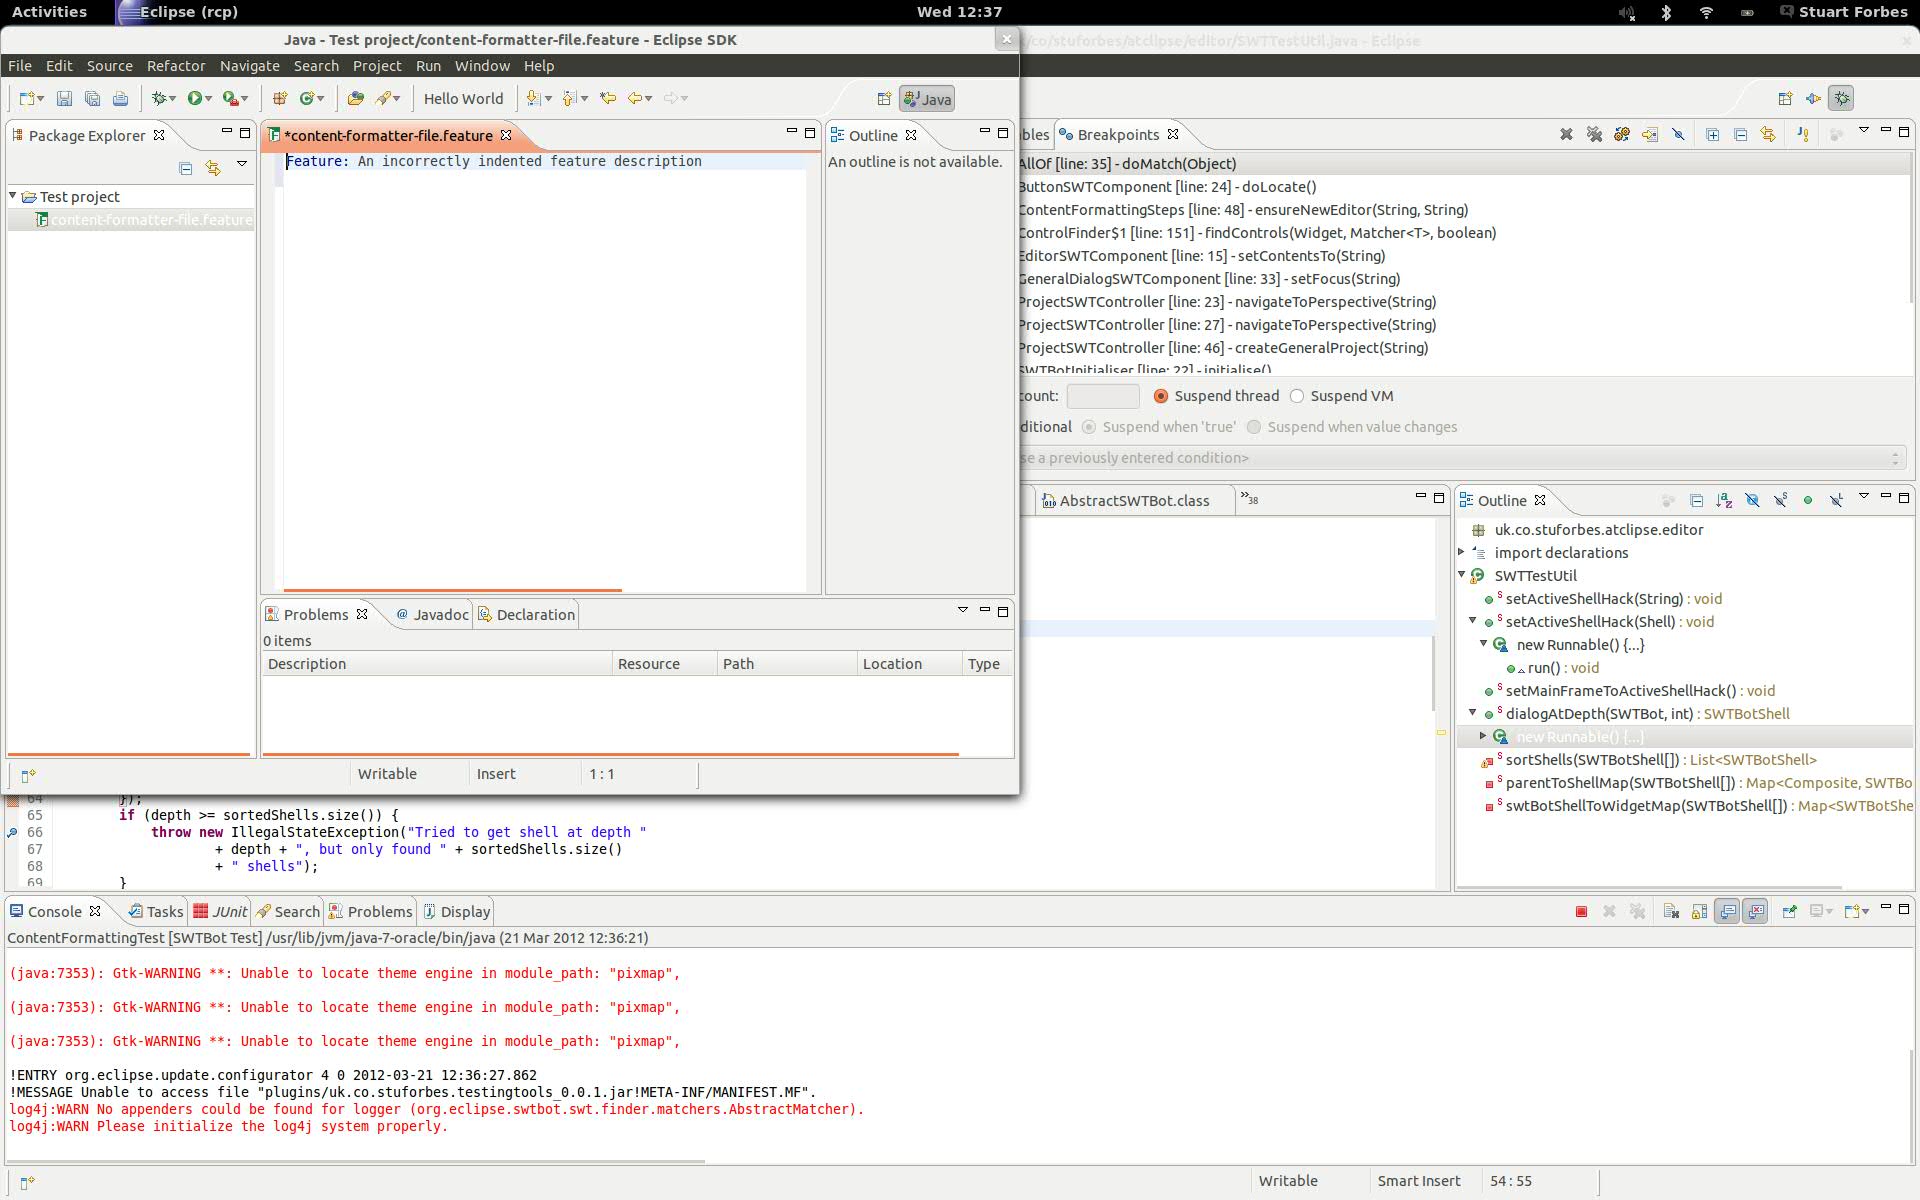 Activities
Eclipse (rcp)
Wed 12:37
Stuart Forbes
Java - Test project/content-formatter-file.feature - Eclipse SDK
/co/stuforbes/atclipse/editor/SWTTestUtil.java - Eclipse
File Edit Source Refactor Navigate Search Project Run Window Help
Hello World
Java
Package Explorer
Test project
content-formatter-file.feature
*content-formatter-file.feature
Feature: An incorrectly indented feature description
Outline
An outline is not available.
Problems
@ Javadoc
Declaration
0 items
Description Resource Path Location Type
Writable Insert 1 : 1
bles
Breakpoints
AllOf [line: 35] - doMatch(Object)
ButtonSWTComponent [line: 24] - doLocate()
ContentFormattingSteps [line: 48] - ensureNewEditor(String, String)
ControlFinder$1 [line: 151] - findControls(Widget, Matcher<T>, boolean)
EditorSWTComponent [line: 15] - setContentsTo(String)
GeneralDialogSWTComponent [line: 33] - setFocus(String)
ProjectSWTController [line: 23] - navigateToPerspective(String)
ProjectSWTController [line: 27] - navigateToPerspective(String)
ProjectSWTController [line: 46] - createGeneralProject(String)
SWTBotInitialiser [line: 22] - initialise()
count:
Suspend thread
Suspend VM
ditional
Suspend when 'true'
Suspend when value changes
se a previously entered condition>
AbstractSWTBot.class
»38
Outline
uk.co.stuforbes.atclipse.editor
import declarations
SWTTestUtil
setActiveShellHack(String) : void
setActiveShellHack(Shell) : void
new Runnable() {...}
run() : void
setMainFrameToActiveShellHack() : void
dialogAtDepth(SWTBot, int) : SWTBotShell
new Runnable() {...}
sortShells(SWTBotShell[]) : List<SWTBotShell>
parentToShellMap(SWTBotShell[]) : Map<Composite, SWTBo
swtBotShellToWidgetMap(SWTBotShell[]) : Map<SWTBotShe
64 });
65 if (depth >= sortedShells.size()) {
66 throw new IllegalStateException("Tried to get shell at depth "
67 + depth + ", but only found " + sortedShells.size()
68 + " shells");
69 }
Console
Tasks
JUnit
Search
Problems
Display
ContentFormattingTest [SWTBot Test] /usr/lib/jvm/java-7-oracle/bin/java (21 Mar 2012 12:36:21)
(java:7353): Gtk-WARNING **: Unable to locate theme engine in module_path: "pixmap",
(java:7353): Gtk-WARNING **: Unable to locate theme engine in module_path: "pixmap",
(java:7353): Gtk-WARNING **: Unable to locate theme engine in module_path: "pixmap",
!ENTRY org.eclipse.update.configurator 4 0 2012-03-21 12:36:27.862
!MESSAGE Unable to access file "plugins/uk.co.stuforbes.testingtools_0.0.1.jar!META-INF/MANIFEST.MF".
log4j:WARN No appenders could be found for logger (org.eclipse.swtbot.swt.finder.matchers.AbstractMatcher).
log4j:WARN Please initialize the log4j system properly.
Writable Smart Insert 54 : 55